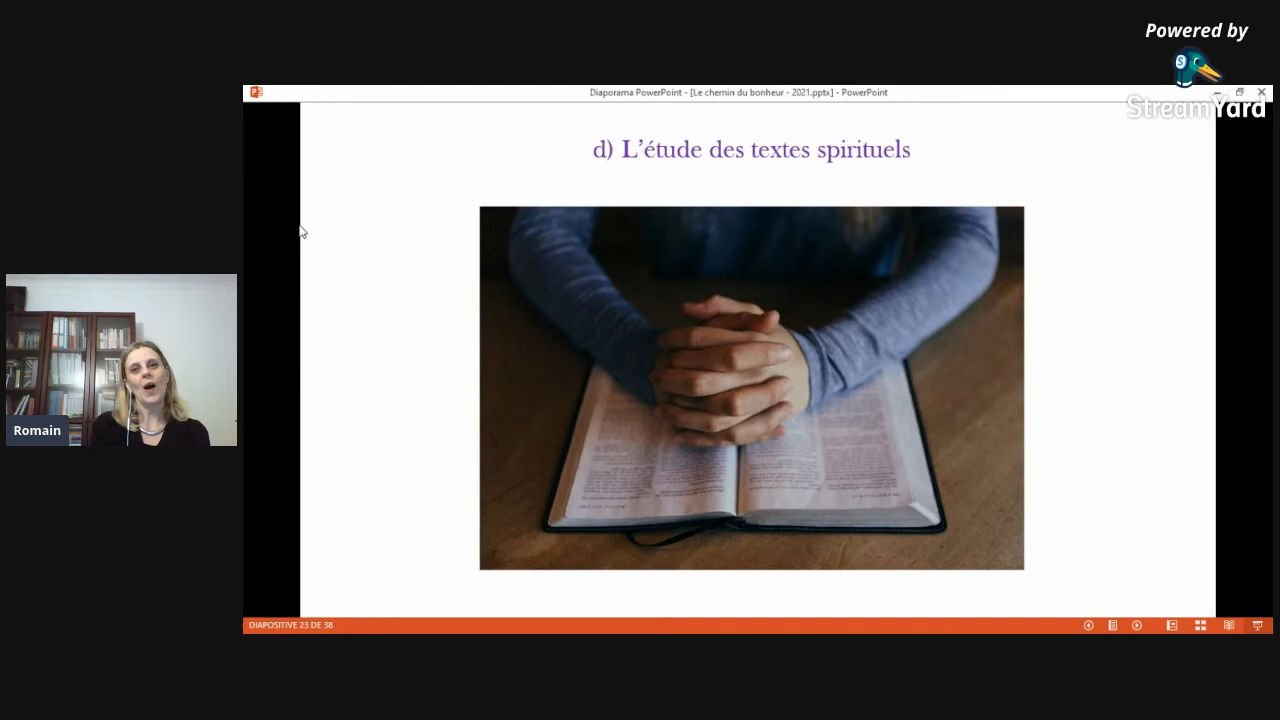 Powered by
StreamYard
Diaporama PowerPoint - [Le chemin du bonheur - 2021.pptx] - PowerPoint
d) L'étude des textes spirituels
Romain
DIAPOSITIVE 23 DE 38